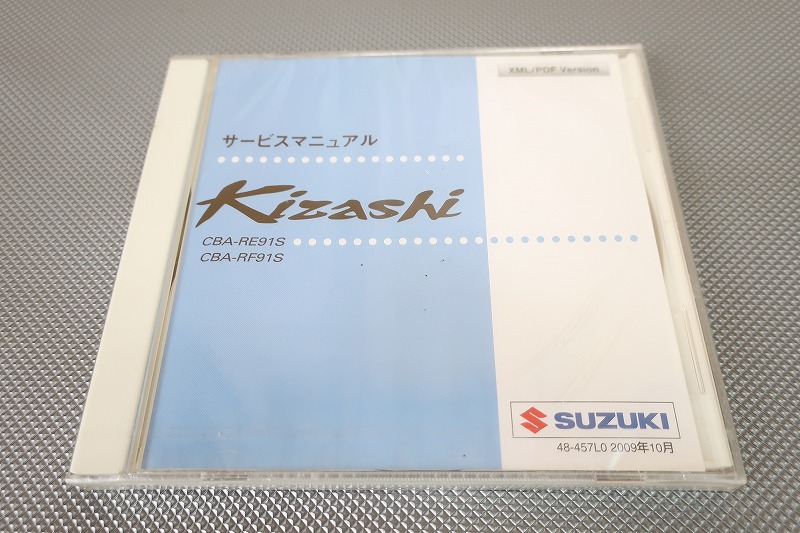 XML/PDF Version
サービスマニュアル
Kizashi
CBA-RE91S
CBA-RF91S
SUZUKI
48-457L0 2009年10月